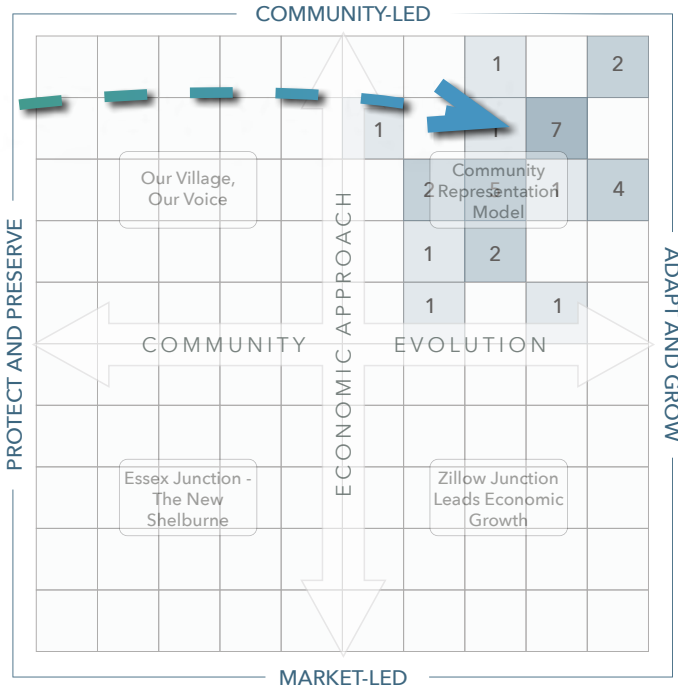 COMMUNITY-LED
1
2
1
1
7
Our Village,
Our Voice
Community
Representation
Model
2
5
1
4
1
2
1
1
PROTECT AND PRESERVE
ADAPT AND GROW
ECONOMIC APPROACH
COMMUNITY
EVOLUTION
Essex Junction -
The New
Shelburne
Zillow Junction
Leads Economic
Growth
MARKET-LED